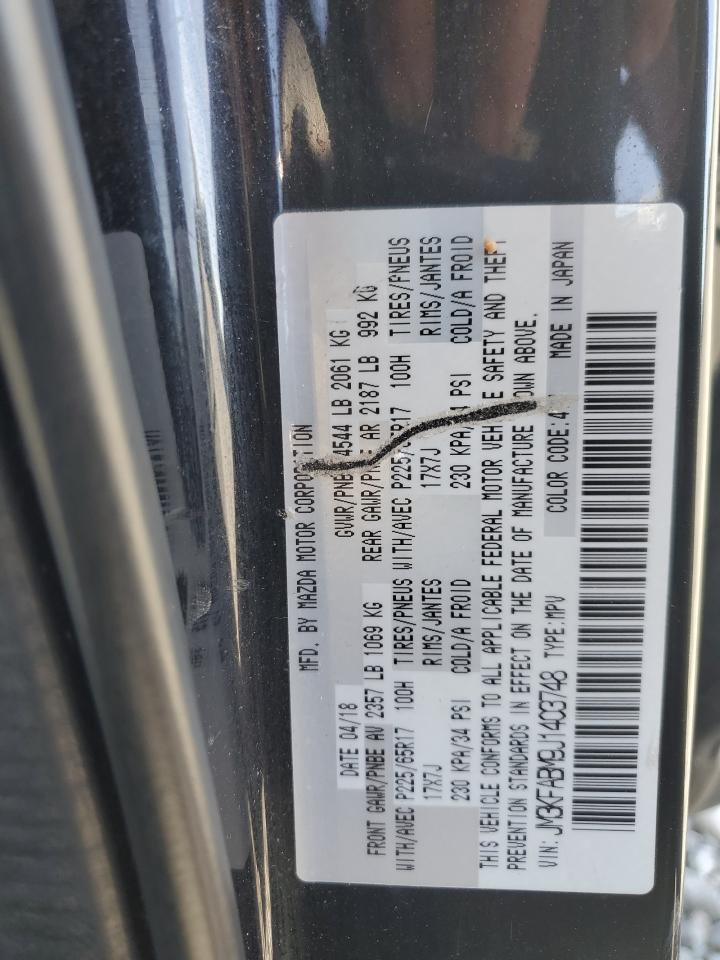 MFD. BY MAZDA MOTOR CORPORATION
DATE 04/18 GVWR/PNBE 4544 LB 2061 KG
FRONT GAWR/PNBE AV 2357 LB 1069 KG REAR GAWR/PNBE AR 2187 LB 992 KG
WITH/AVEC P225/65R17 100H TIRES/PNEUS WITH/AVEC P225/65R17 100H TIRES/PNEUS
17X7J RIMS/JANTES 17X7J RIMS/JANTES
230 KPA/34 PSI COLD/A FROID 230 KPA/34 PSI COLD/A FROID
THIS VEHICLE CONFORMS TO ALL APPLICABLE FEDERAL MOTOR VEHICLE SAFETY AND THEFT
PREVENTION STANDARDS IN EFFECT ON THE DATE OF MANUFACTURE SHOWN ABOVE.
VIN: JM3KFABM9J1403748 TYPE:MPV COLOR CODE:4 MADE IN JAPAN